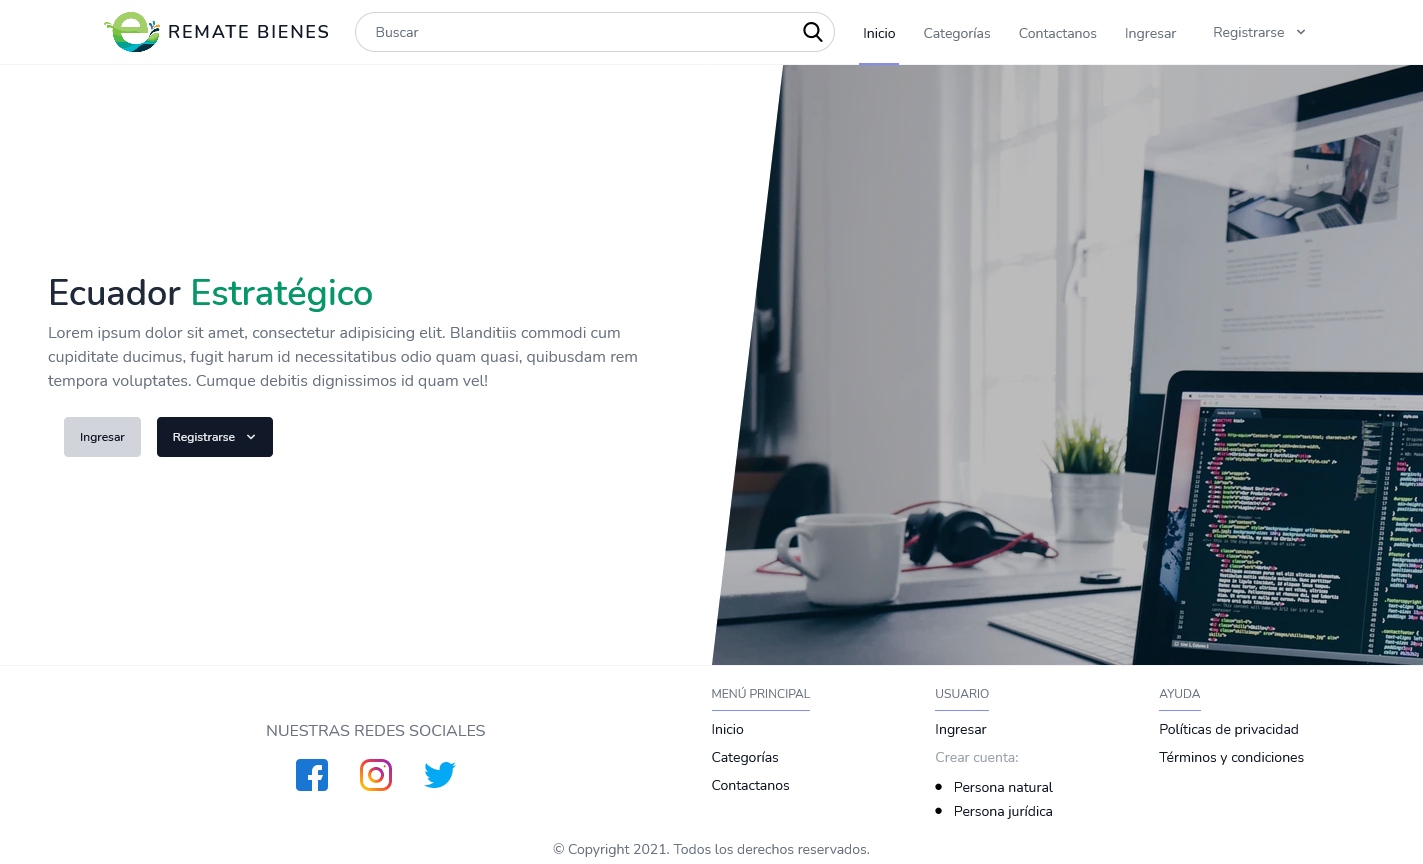 REMATE BIENES
Buscar
Inicio
Categorías
Contactanos
Ingresar
Registrarse
Ecuador Estratégico
Lorem ipsum dolor sit amet, consectetur adipisicing elit. Blanditiis commodi cum
cupiditate ducimus, fugit harum id necessitatibus odio quam quasi, quibusdam rem
tempora voluptates. Cumque debitis dignissimos id quam vel!
Ingresar
Registrarse
NUESTRAS REDES SOCIALES
MENÚ PRINCIPAL
Inicio
Categorías
Contactanos
USUARIO
Ingresar
Crear cuenta:
Persona natural
Persona jurídica
AYUDA
Políticas de privacidad
Términos y condiciones
© Copyright 2021. Todos los derechos reservados.